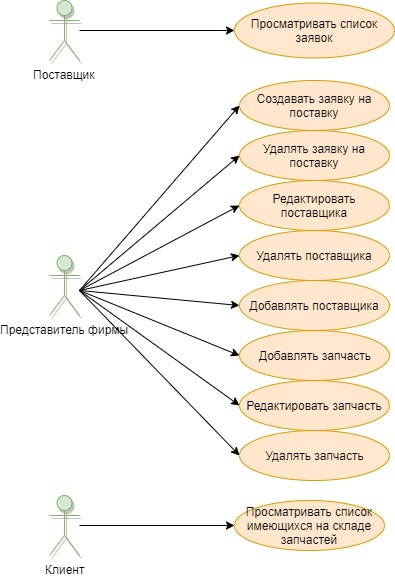 Просматривать список
заявок
Поставщик
Создавать заявку на
поставку
Удалять заявку на
поставку
Редактировать
поставщика
Удалять поставщика
Добавлять поставщика
Представитель фирмы
Добавлять запчасть
Редактировать запчасть
Удалять запчасть
Просматривать список
имеющихся на складе
запчастей
Клиент